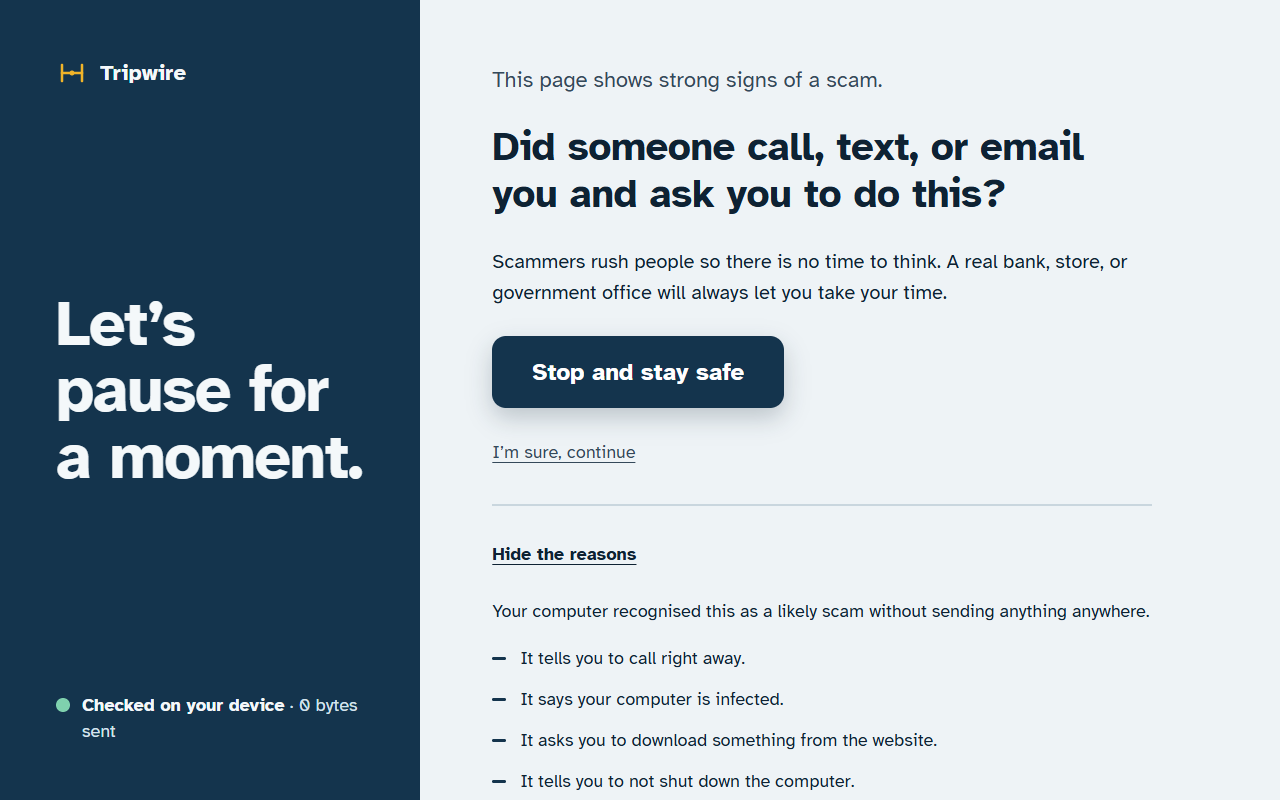 Tripwire
Let’s
pause for
a moment.
Checked on your device · 0 bytes
sent
This page shows strong signs of a scam.
Did someone call, text, or email
you and ask you to do this?
Scammers rush people so there is no time to think. A real bank, store, or
government office will always let you take your time.
Stop and stay safe
I’m sure, continue
Hide the reasons
Your computer recognised this as a likely scam without sending anything anywhere.
It tells you to call right away.
It says your computer is infected.
It asks you to download something from the website.
It tells you to not shut down the computer.